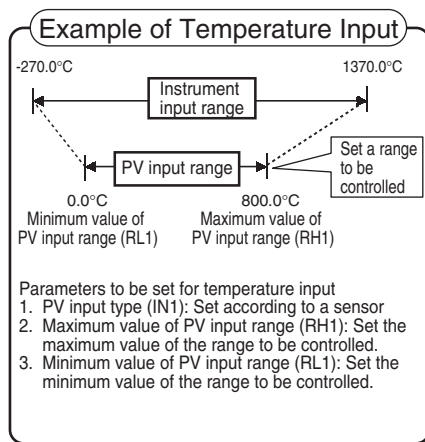 Example of Temperature Input
-270.0°C 1370.0°C
Instrument
input range
PV input range
Set a range
to be
controlled
0.0°C 800.0°C
Minimum value of Maximum value of
PV input range (RL1) PV input range (RH1)
Parameters to be set for temperature input
1. PV input type (IN1): Set according to a sensor
2. Maximum value of PV input range (RH1): Set the
maximum value of the range to be controlled.
3. Minimum value of PV input range (RL1): Set the
minimum value of the range to be controlled.